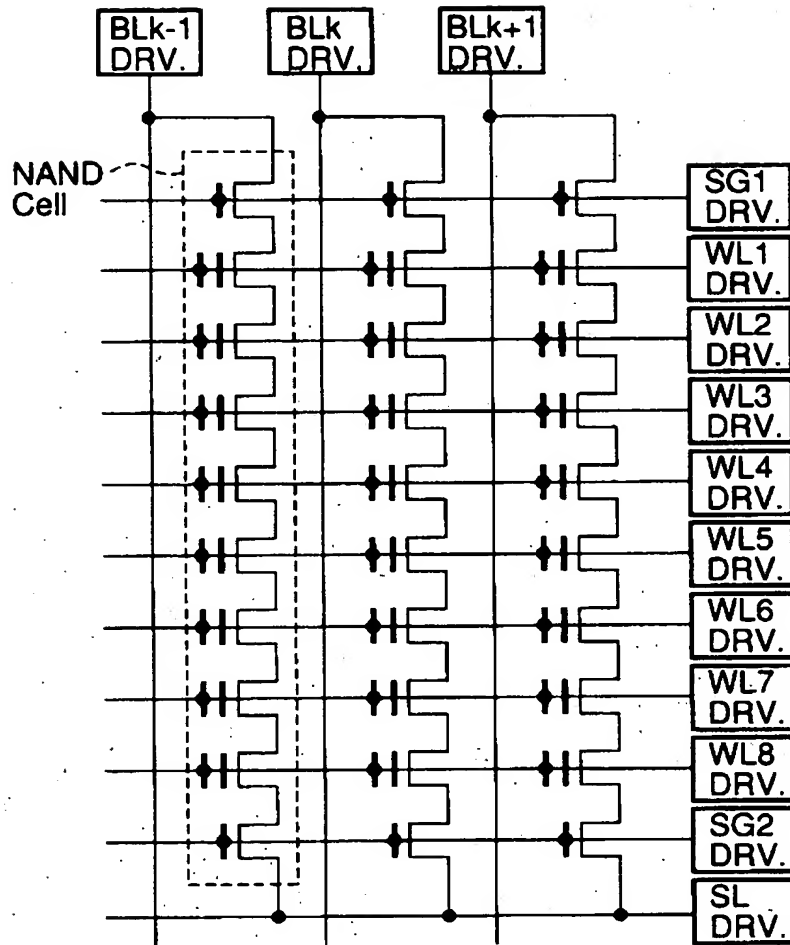 BLk-1
DRV.
BLk
DRV.
BLk+1
DRV.
NAND
Cell
SG1
DRV.
WL1
DRV.
WL2
DRV.
WL3
DRV.
WL4
DRV.
WL5
DRV.
WL6
DRV.
WL7
DRV.
WL8
DRV.
SG2
DRV.
SL
DRV.